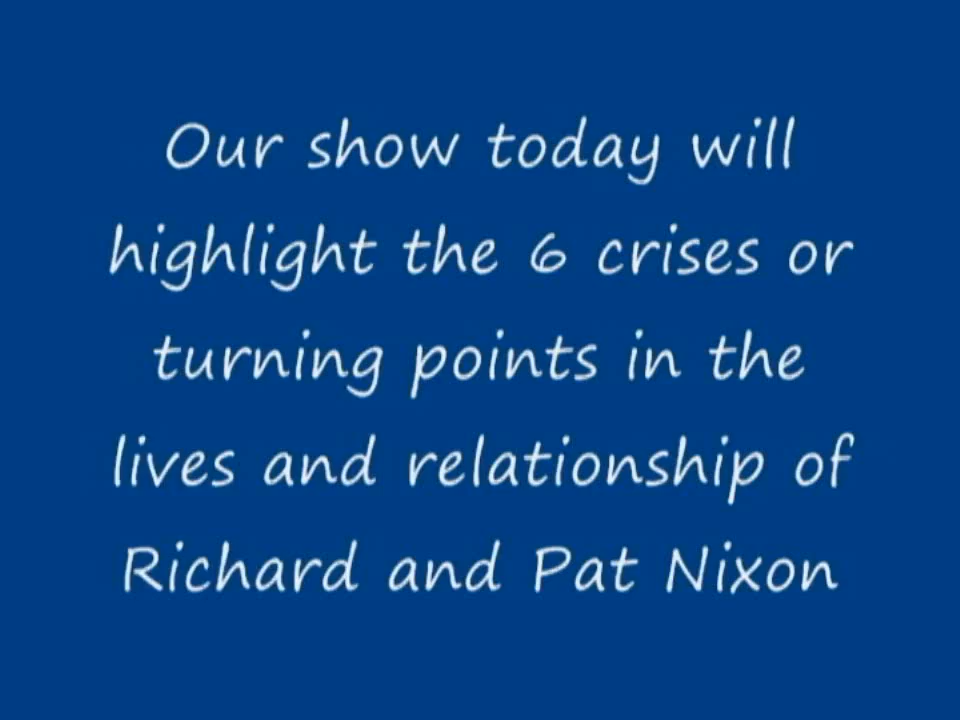 Our show today will
highlight the 6 crises or
turning points in the
lives and relationship of
Richard and Pat Nixon